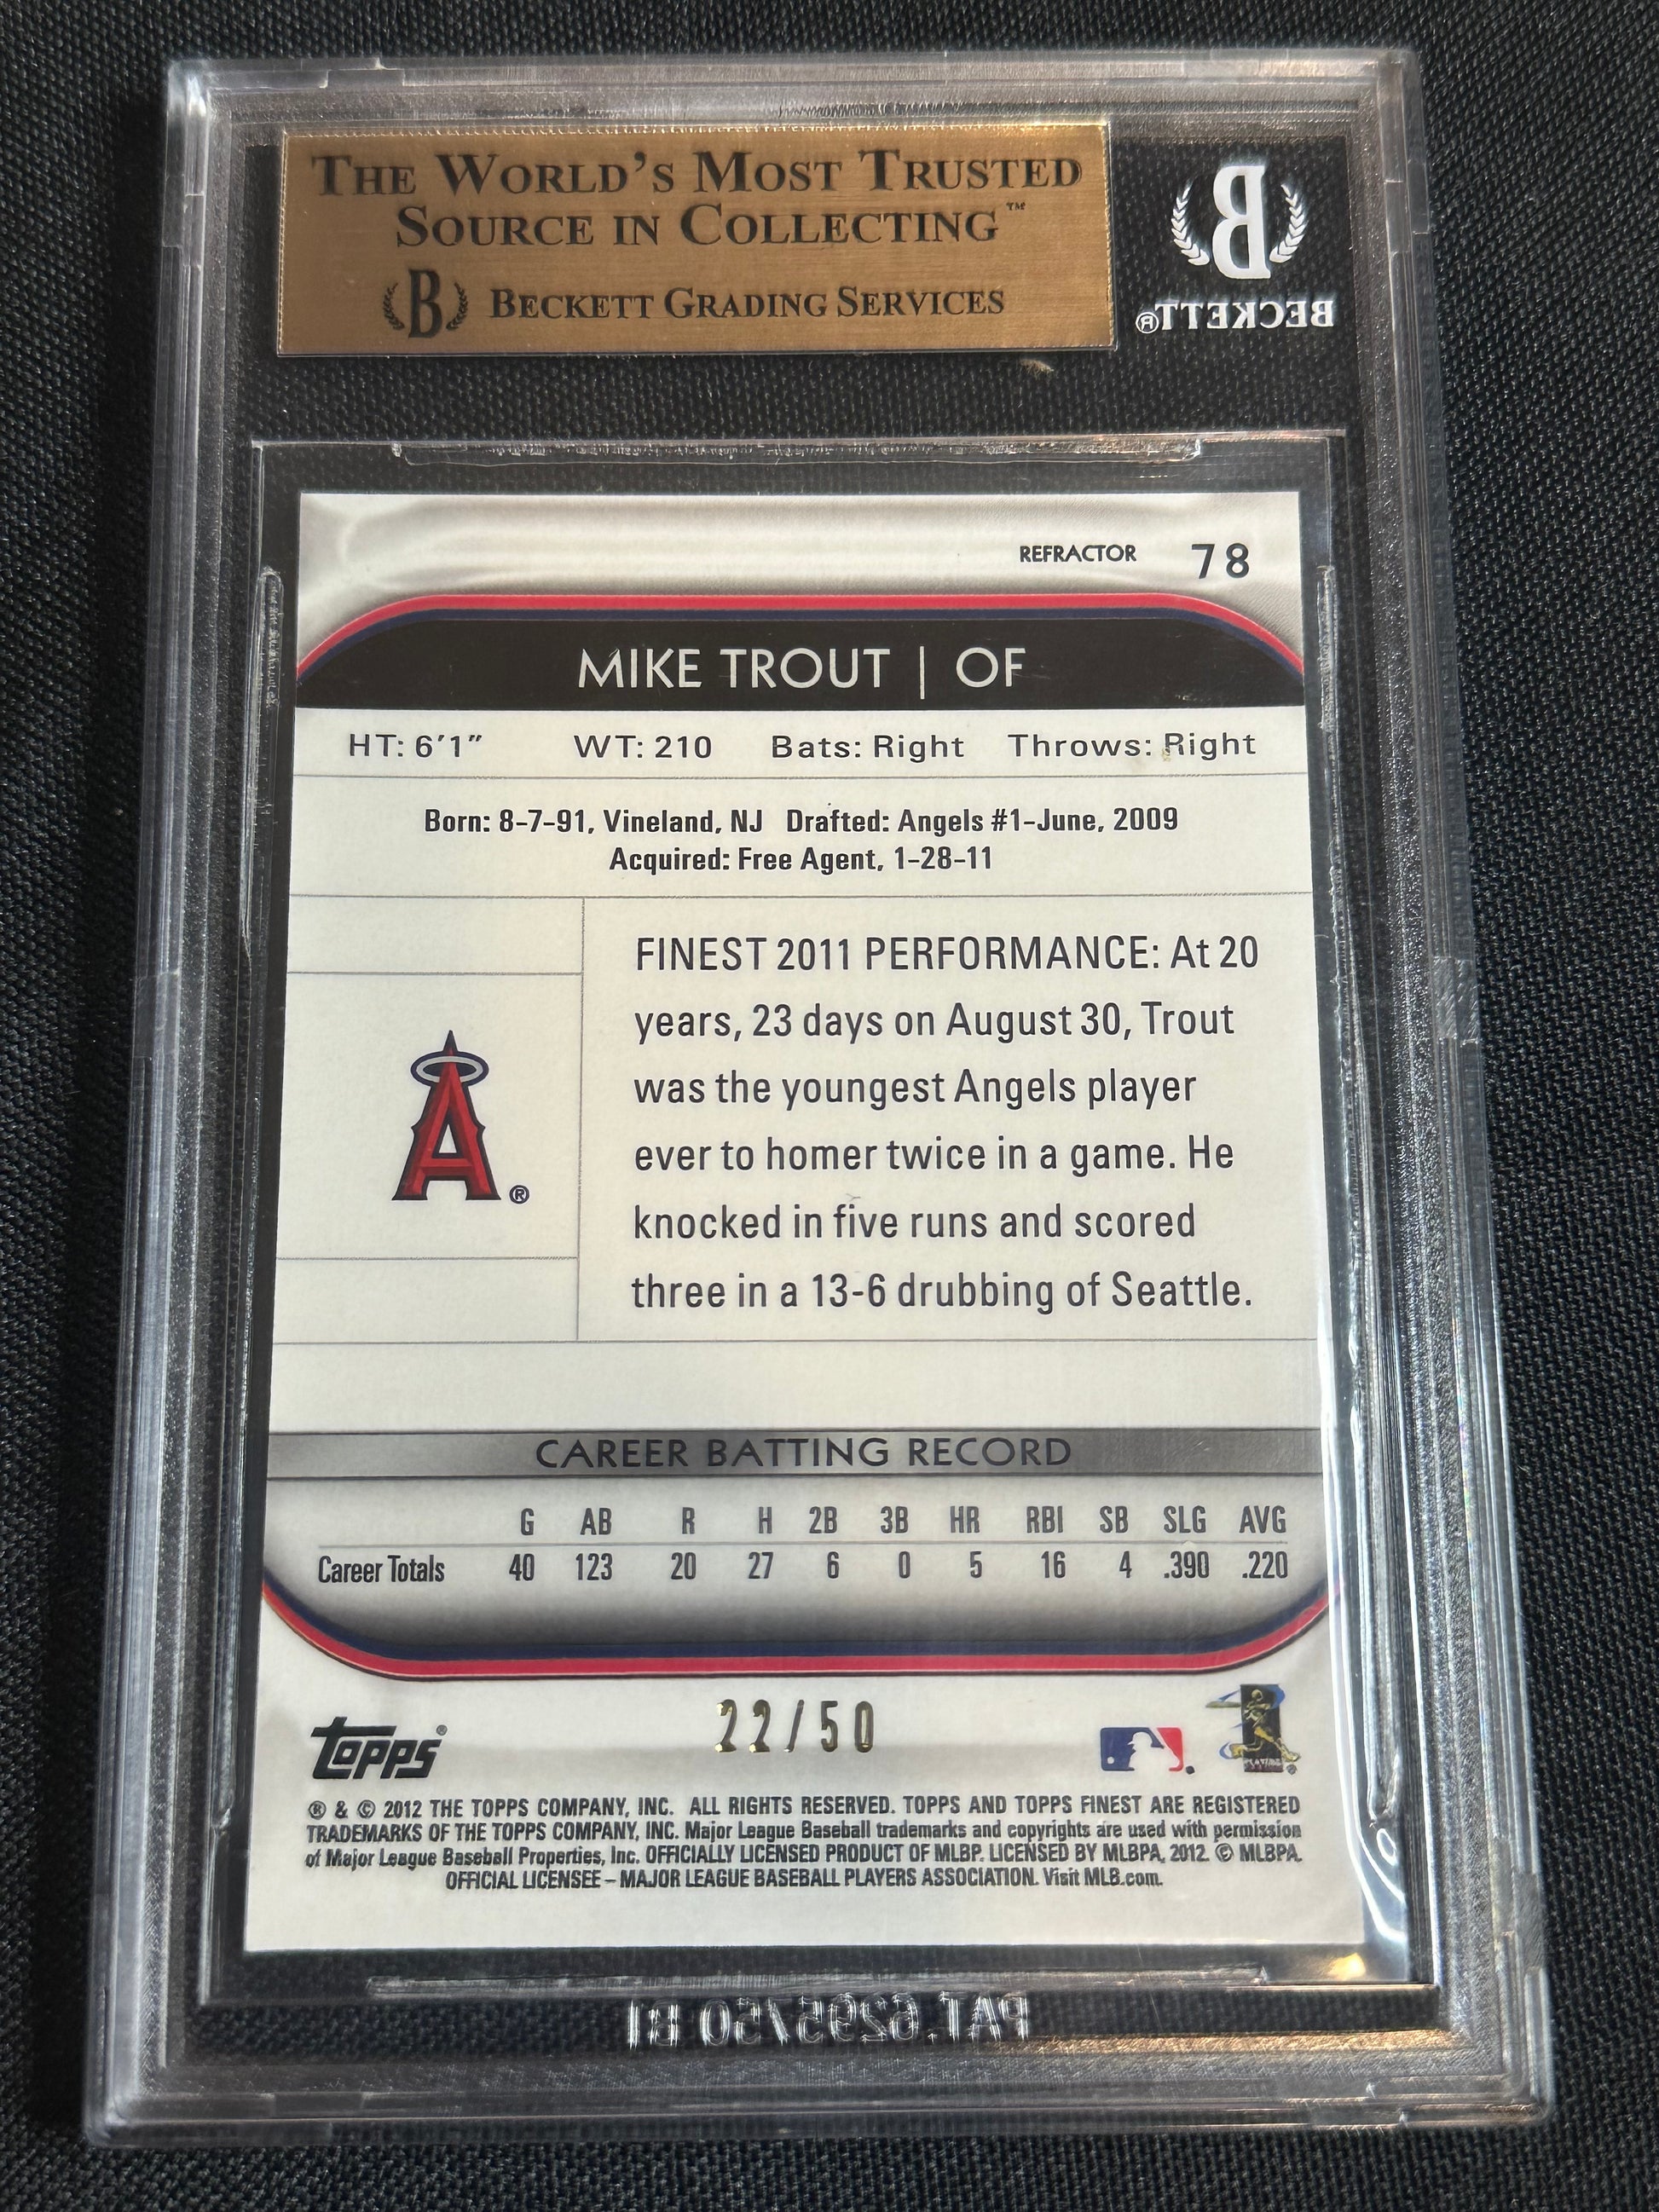 THE WORLD'S MOST TRUSTED
SOURCE IN COLLECTING™
B BECKETT GRADING SERVICES
B
BECKETT®
REFRACTOR 78
MIKE TROUT | OF
HT: 6'1" WT: 210 Bats: Right Throws: Right
Born: 8-7-91, Vineland, NJ Drafted: Angels #1-June, 2009
Acquired: Free Agent, 1-28-11
FINEST 2011 PERFORMANCE: At 20
years, 23 days on August 30, Trout
was the youngest Angels player
ever to homer twice in a game. He
knocked in five runs and scored
three in a 13-6 drubbing of Seattle.
A®
CAREER BATTING RECORD
G AB R H 2B 3B HR RBI SB SLG AVG
Career Totals 40 123 20 27 6 0 5 16 4 .390 .220
22/50
topps®
® & © 2012 THE TOPPS COMPANY, INC. ALL RIGHTS RESERVED. TOPPS AND TOPPS FINEST ARE REGISTERED
TRADEMARKS OF THE TOPPS COMPANY, INC. Major League Baseball trademarks and copyrights are used with permission
of Major League Baseball Properties, Inc. OFFICIALLY LICENSED PRODUCT OF MLBP. LICENSED BY MLBPA, 2012. © MLBPA.
OFFICIAL LICENSEE – MAJOR LEAGUE BASEBALL PLAYERS ASSOCIATION. Visit MLB.com.
PAT. 6295750 B1